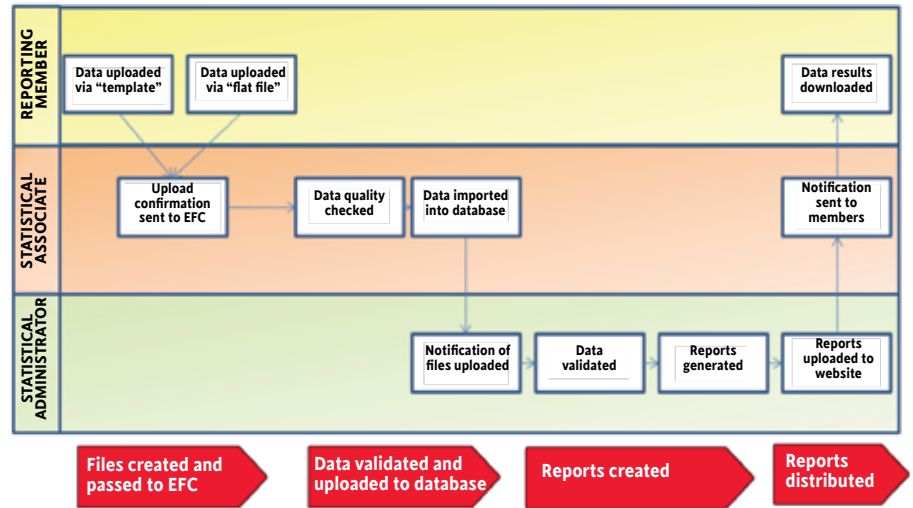 REPORTING
MEMBER
Data uploaded
via “template”
Data uploaded
via “flat file”
Data results
downloaded
STATISTICAL
ASSOCIATE
Upload
confirmation
sent to EFC
Data quality
checked
Data imported
into database
Notification
sent to
members
STATISTICAL
ADMINISTRATOR
Notification of
files uploaded
Data
validated
Reports
generated
Reports
uploaded to
website
Files created and
passed to EFC
Data validated and
uploaded to database
Reports created
Reports
distributed